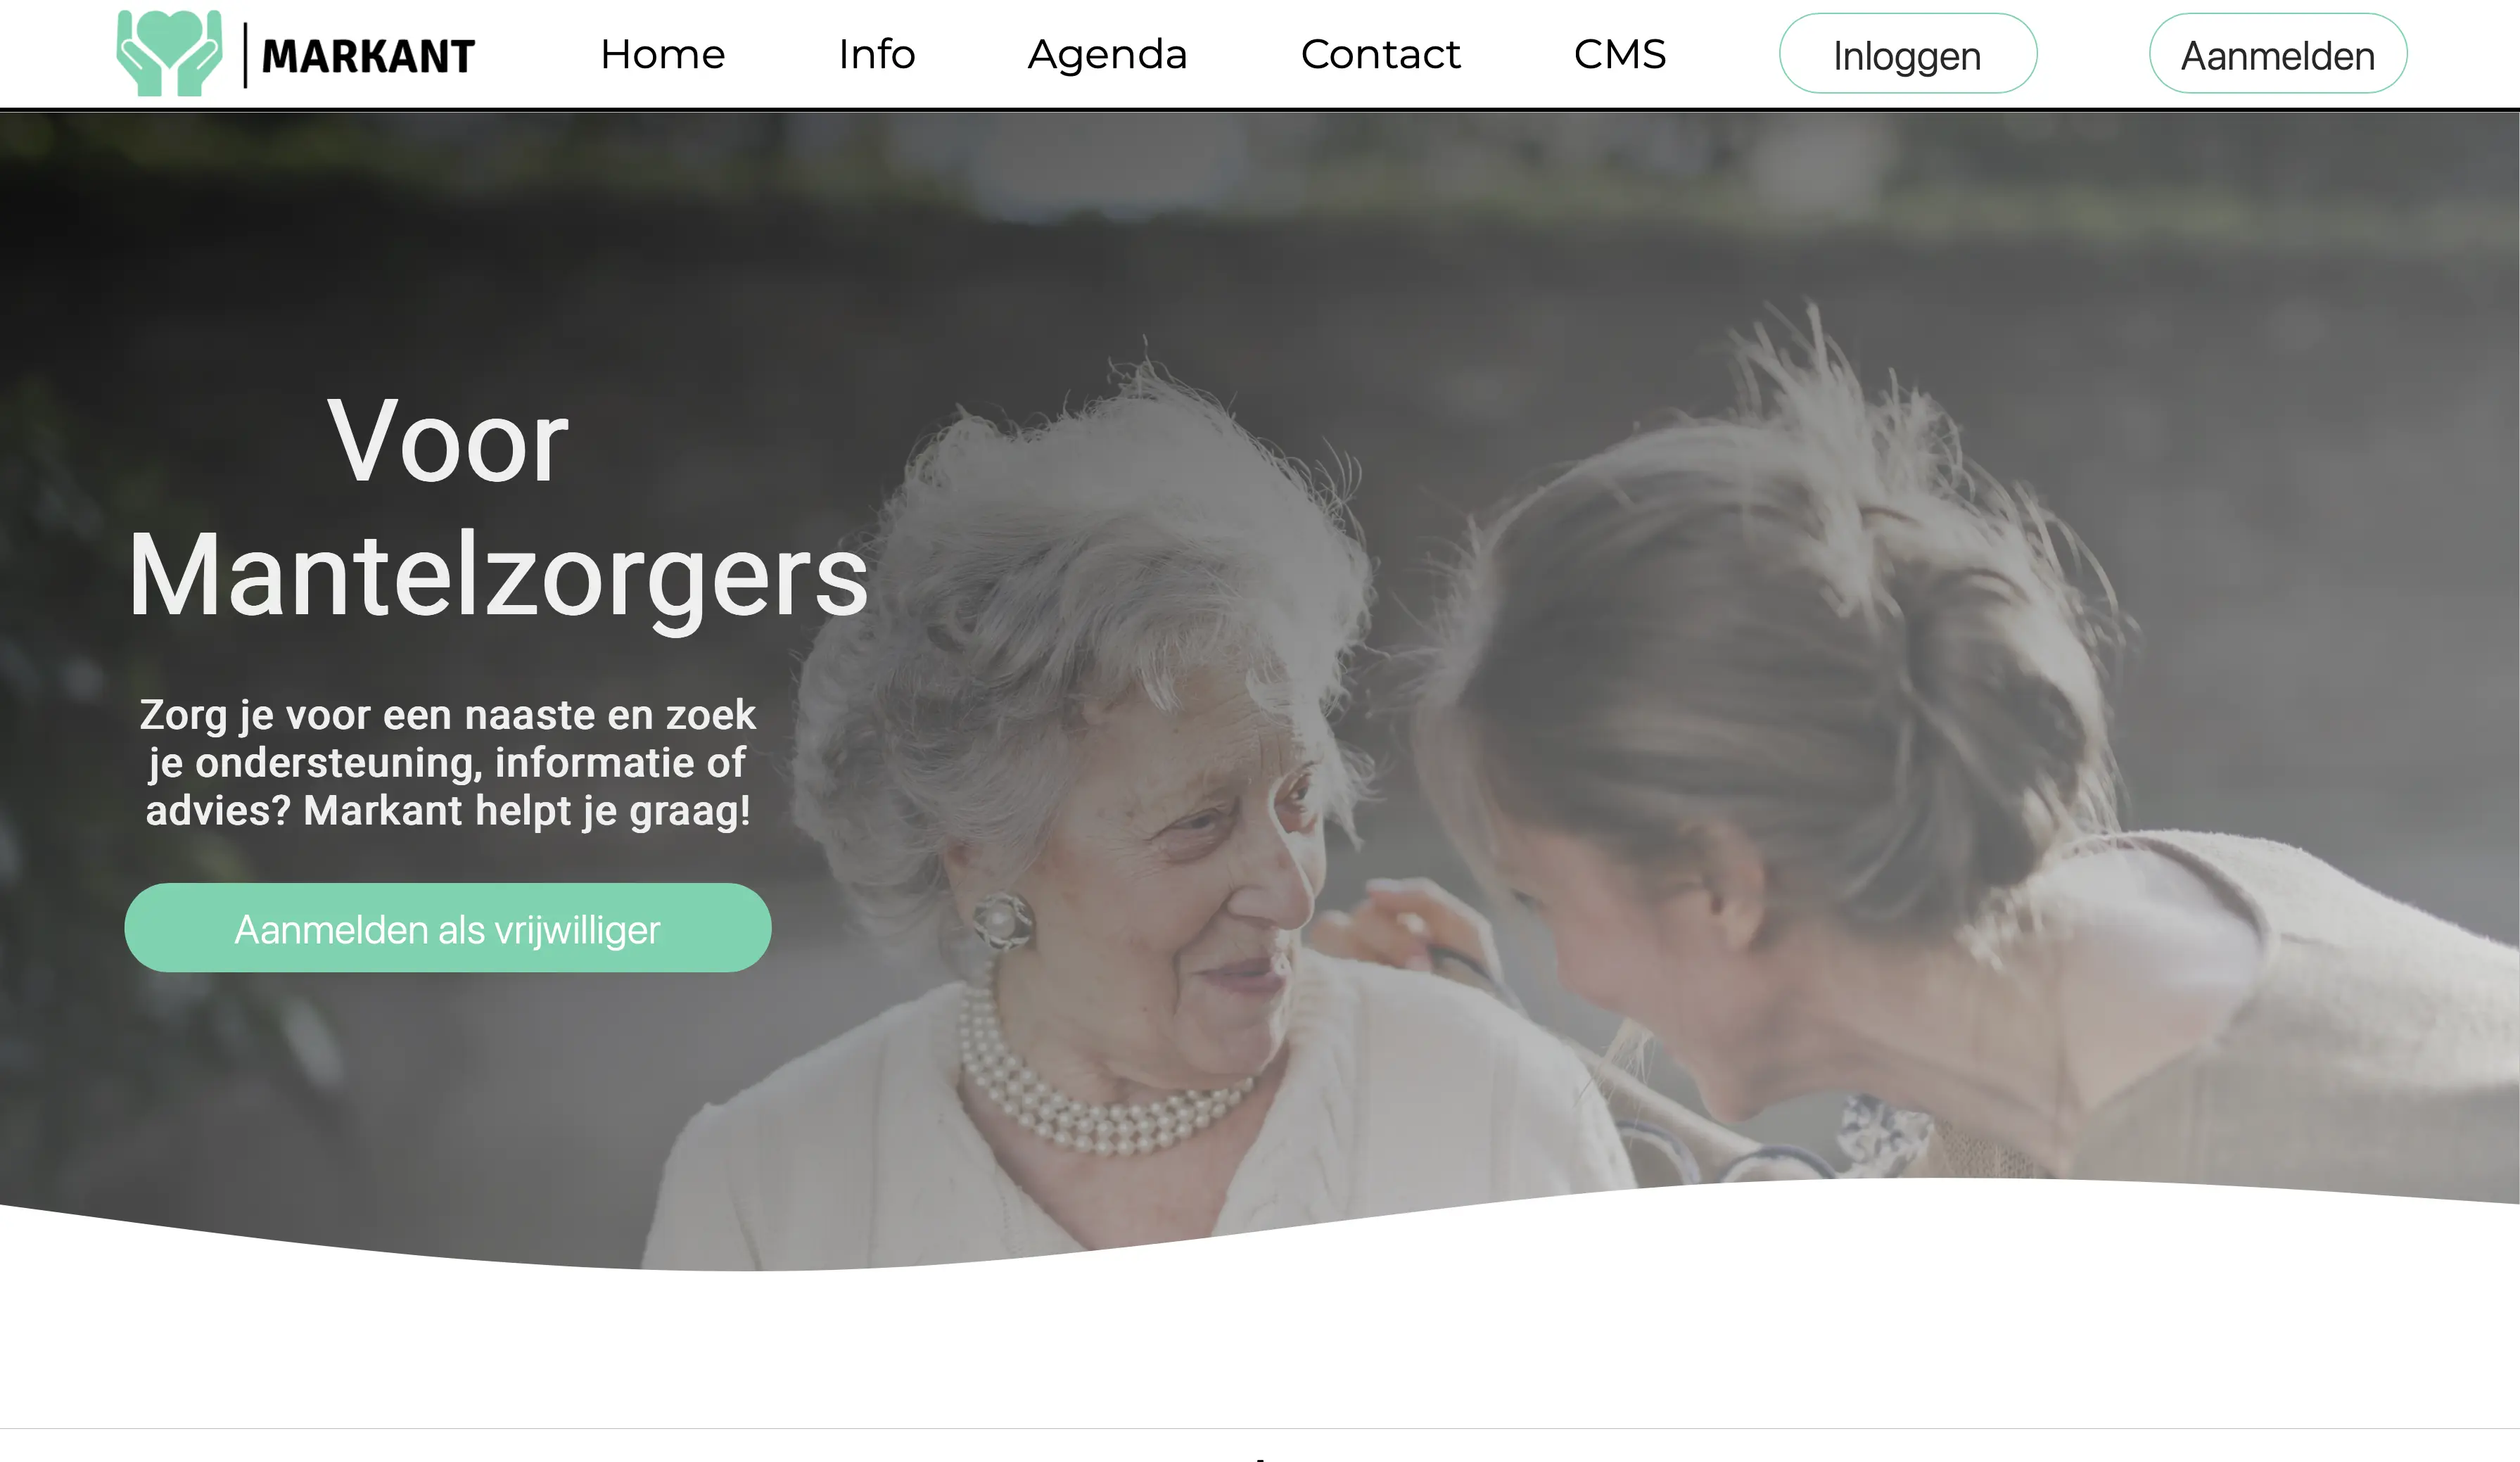 MARKANT
Home
Info
Agenda
Contact
CMS
Inloggen
Aanmelden
Voor
Mantelzorgers
Zorg je voor een naaste en zoek
je ondersteuning, informatie of
advies? Markant helpt je graag!
Aanmelden als vrijwilliger